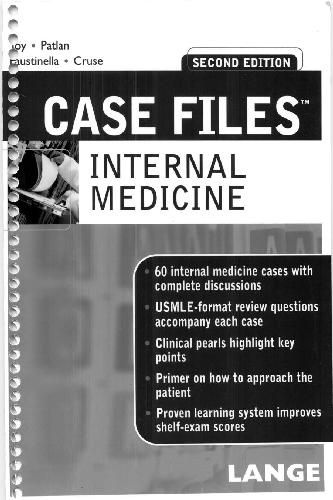 Patlan
Cruse
SECOND EDITION
CASE FILES™
INTERNAL
MEDICINE
• 60 internal medicine cases with
complete discussions
• USMLE-format review questions
accompany each case
• Clinical pearls highlight key
points
• Primer on how to approach the
patient
• Proven learning system improves
shelf-exam scores
LANGE